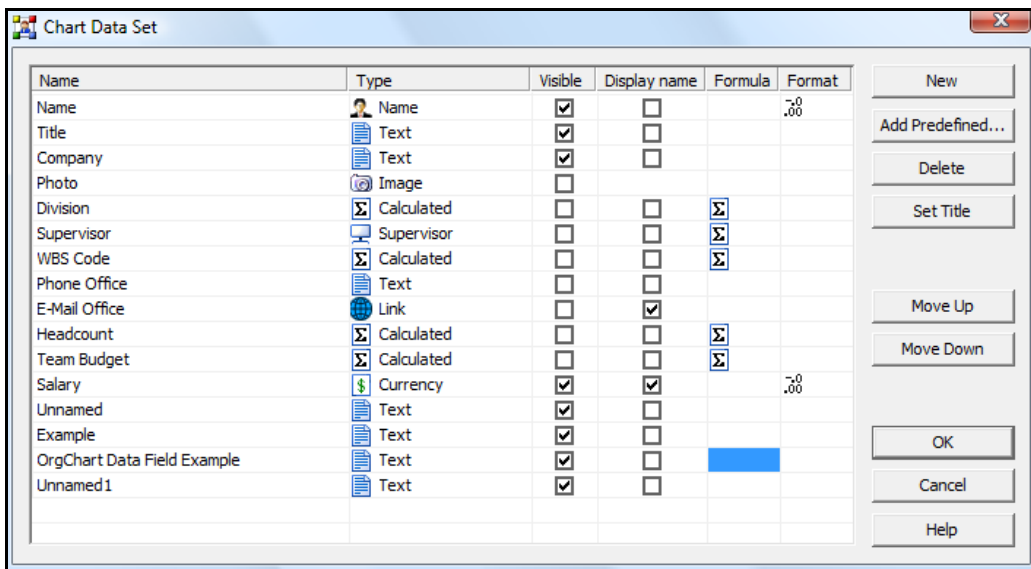 Chart Data Set
Name Type Visible Display name Formula Format
Name Name
Title Text
Company Text
Photo Image
Division Calculated
Supervisor Supervisor
WBS Code Calculated
Phone Office Text
E-Mail Office Link
Headcount Calculated
Team Budget Calculated
Salary Currency
Unnamed Text
Example Text
OrgChart Data Field Example Text
Unnamed1 Text
New
Add Predefined...
Delete
Set Title
Move Up
Move Down
OK
Cancel
Help